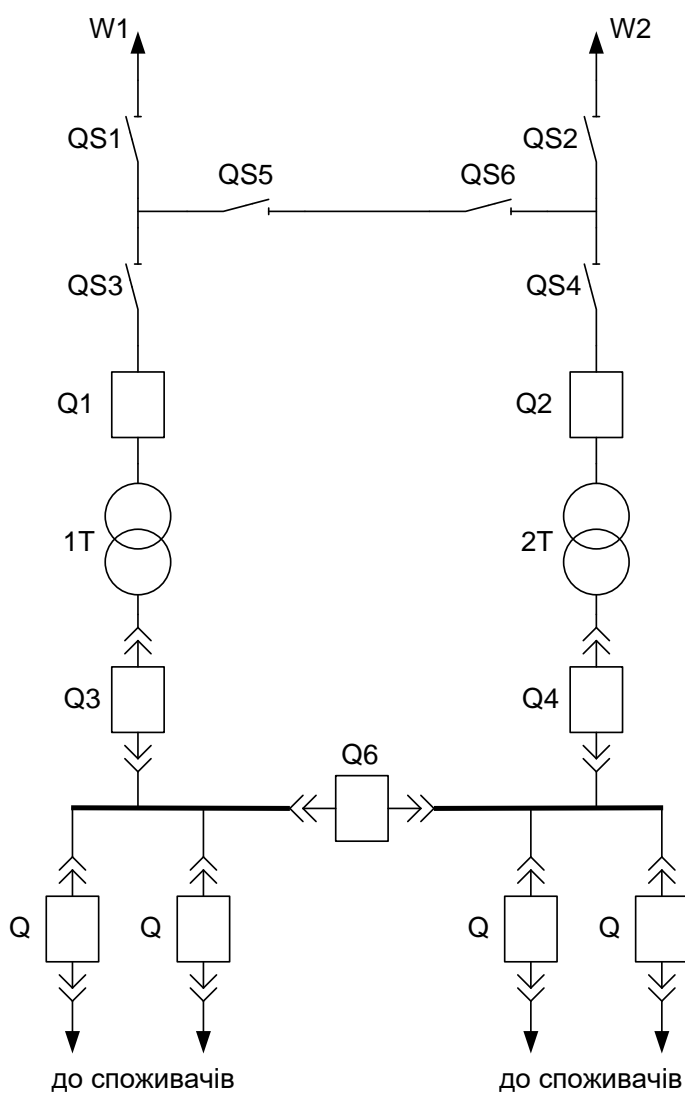 W1 W2
QS1 QS2
QS5 QS6
QS3 QS4
Q1 Q2
1T 2T
Q3 Q4
Q6
Q Q Q Q
до споживачів до споживачів